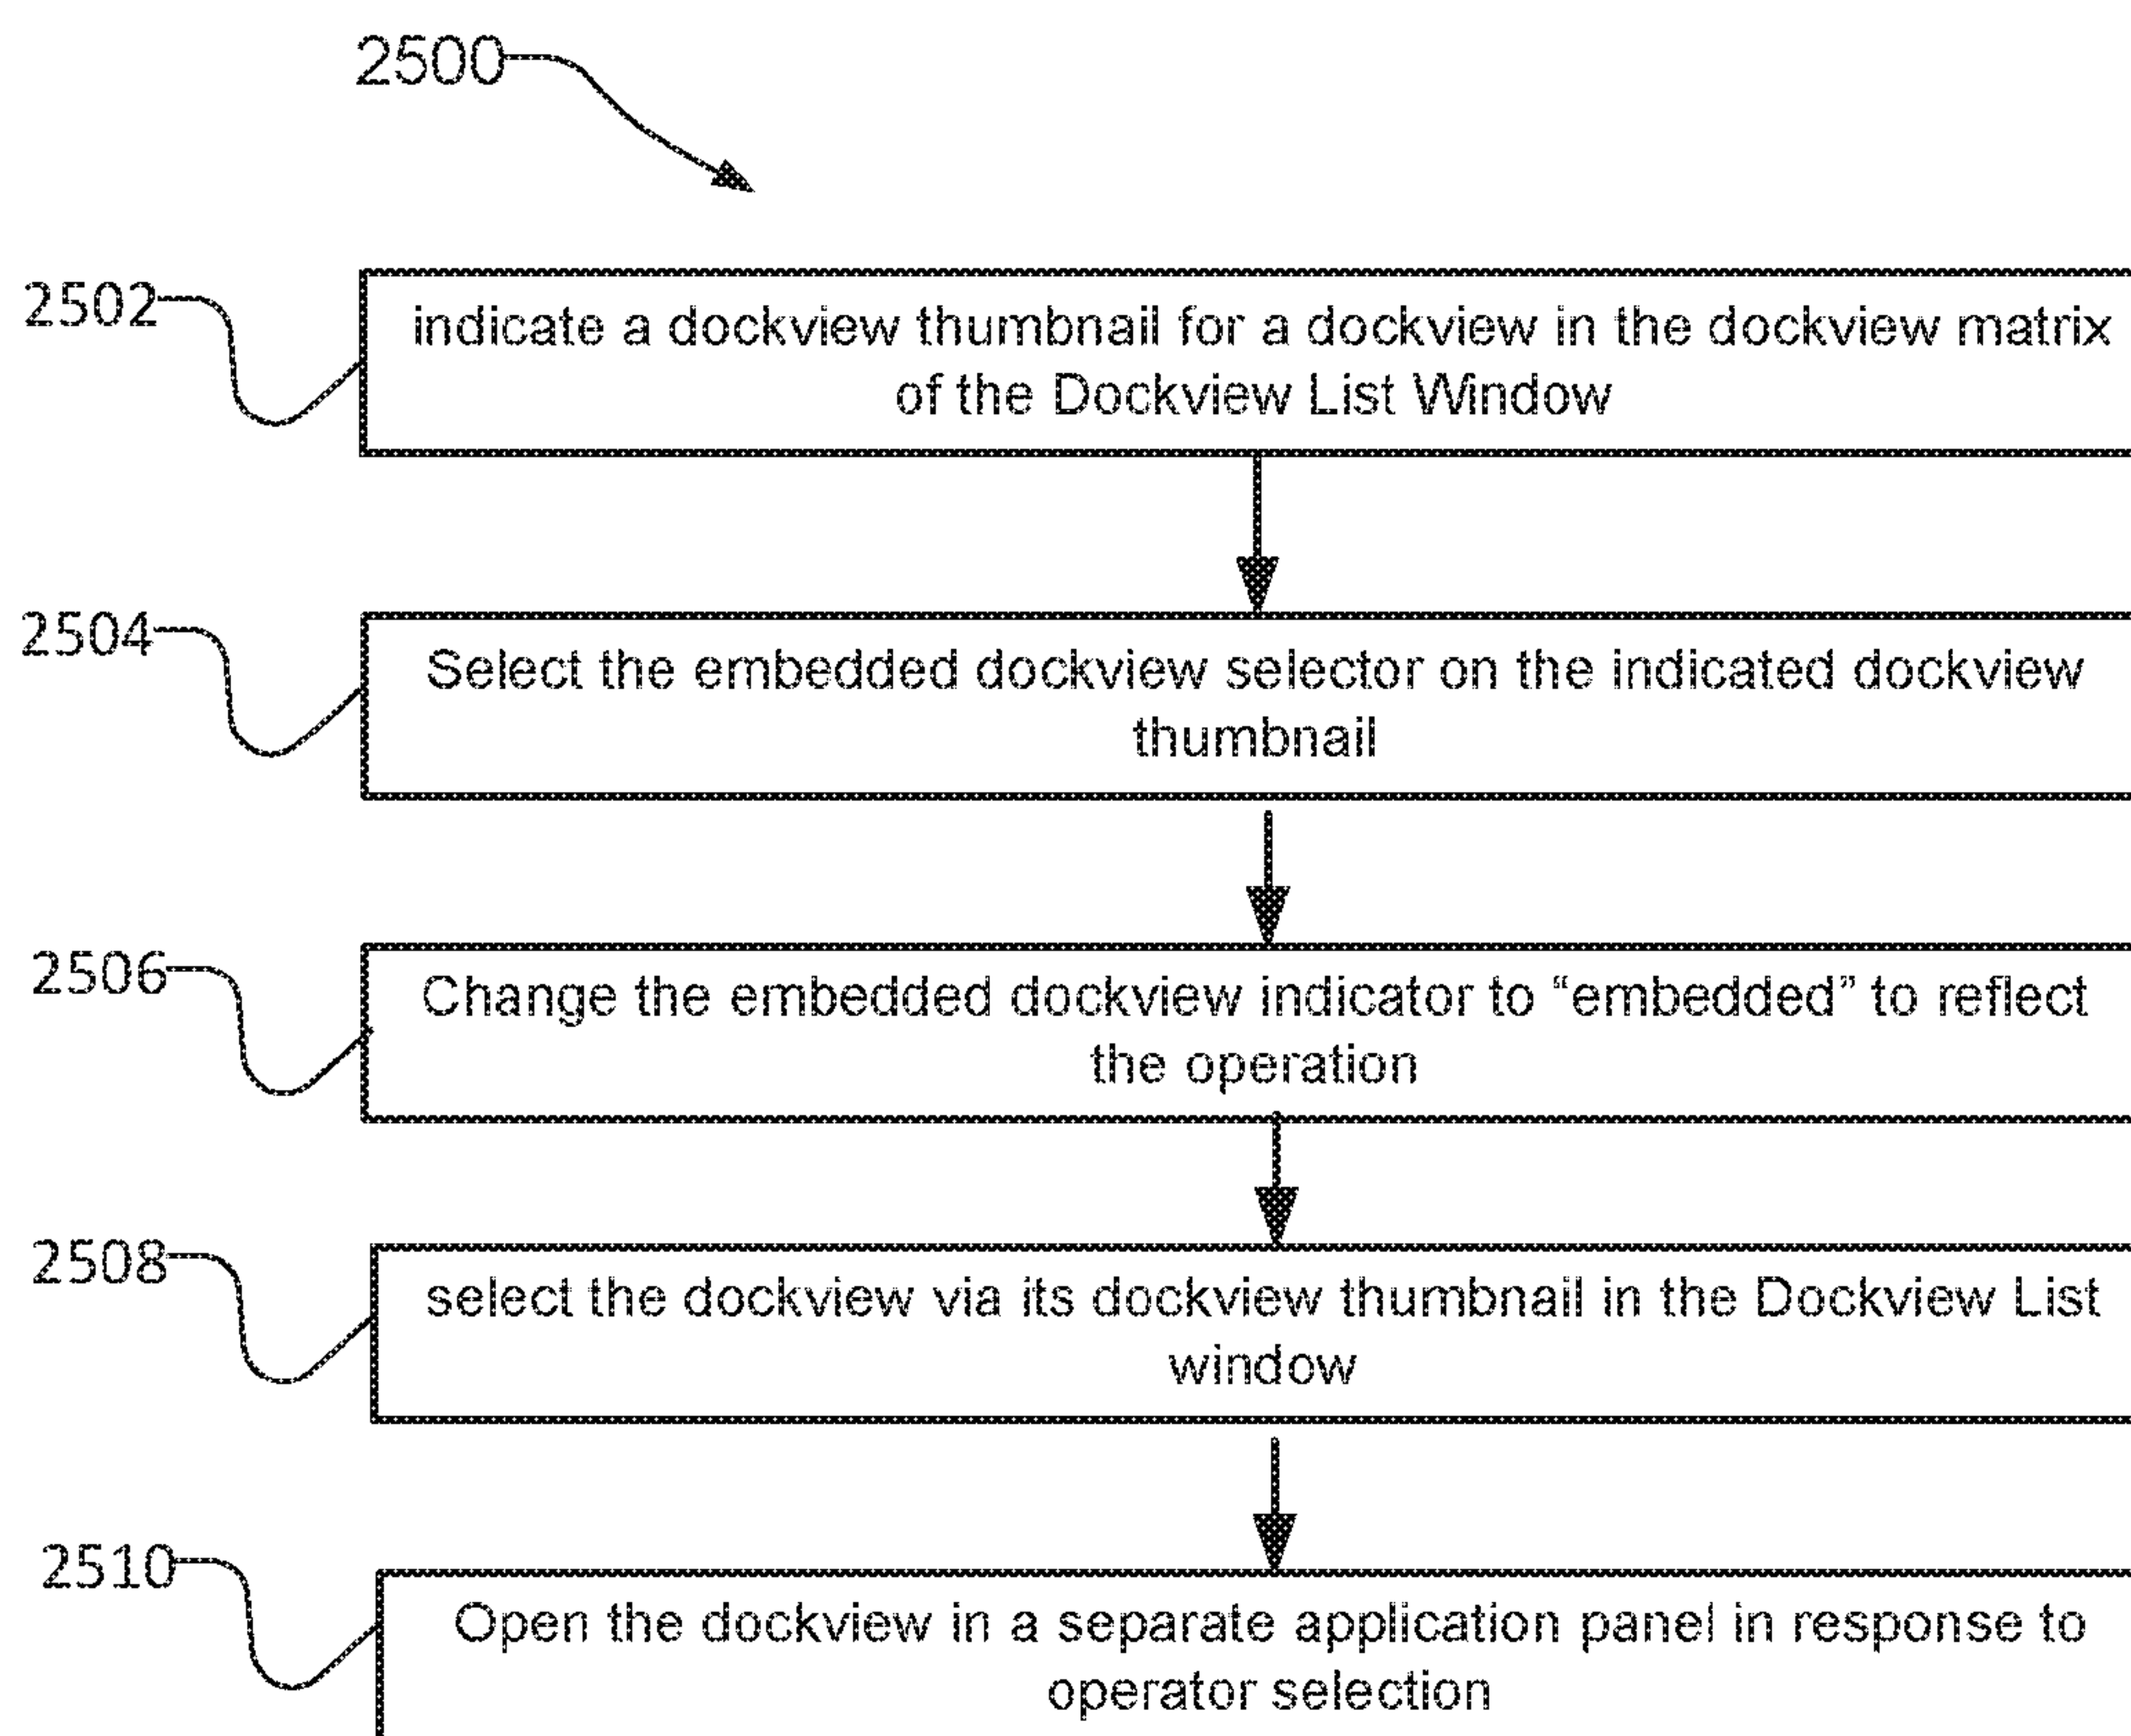 2500
2502
indicate a dockview thumbnail for a dockview in the dockview matrix
of the Dockview List Window
2504
Select the embedded dockview selector on the indicated dockview
thumbnail
2506
Change the embedded dockview indicator to “embedded” to reflect
the operation
2508
select the dockview via its dockview thumbnail in the Dockview List
window
2510
Open the dockview in a separate application panel in response to
operator selection